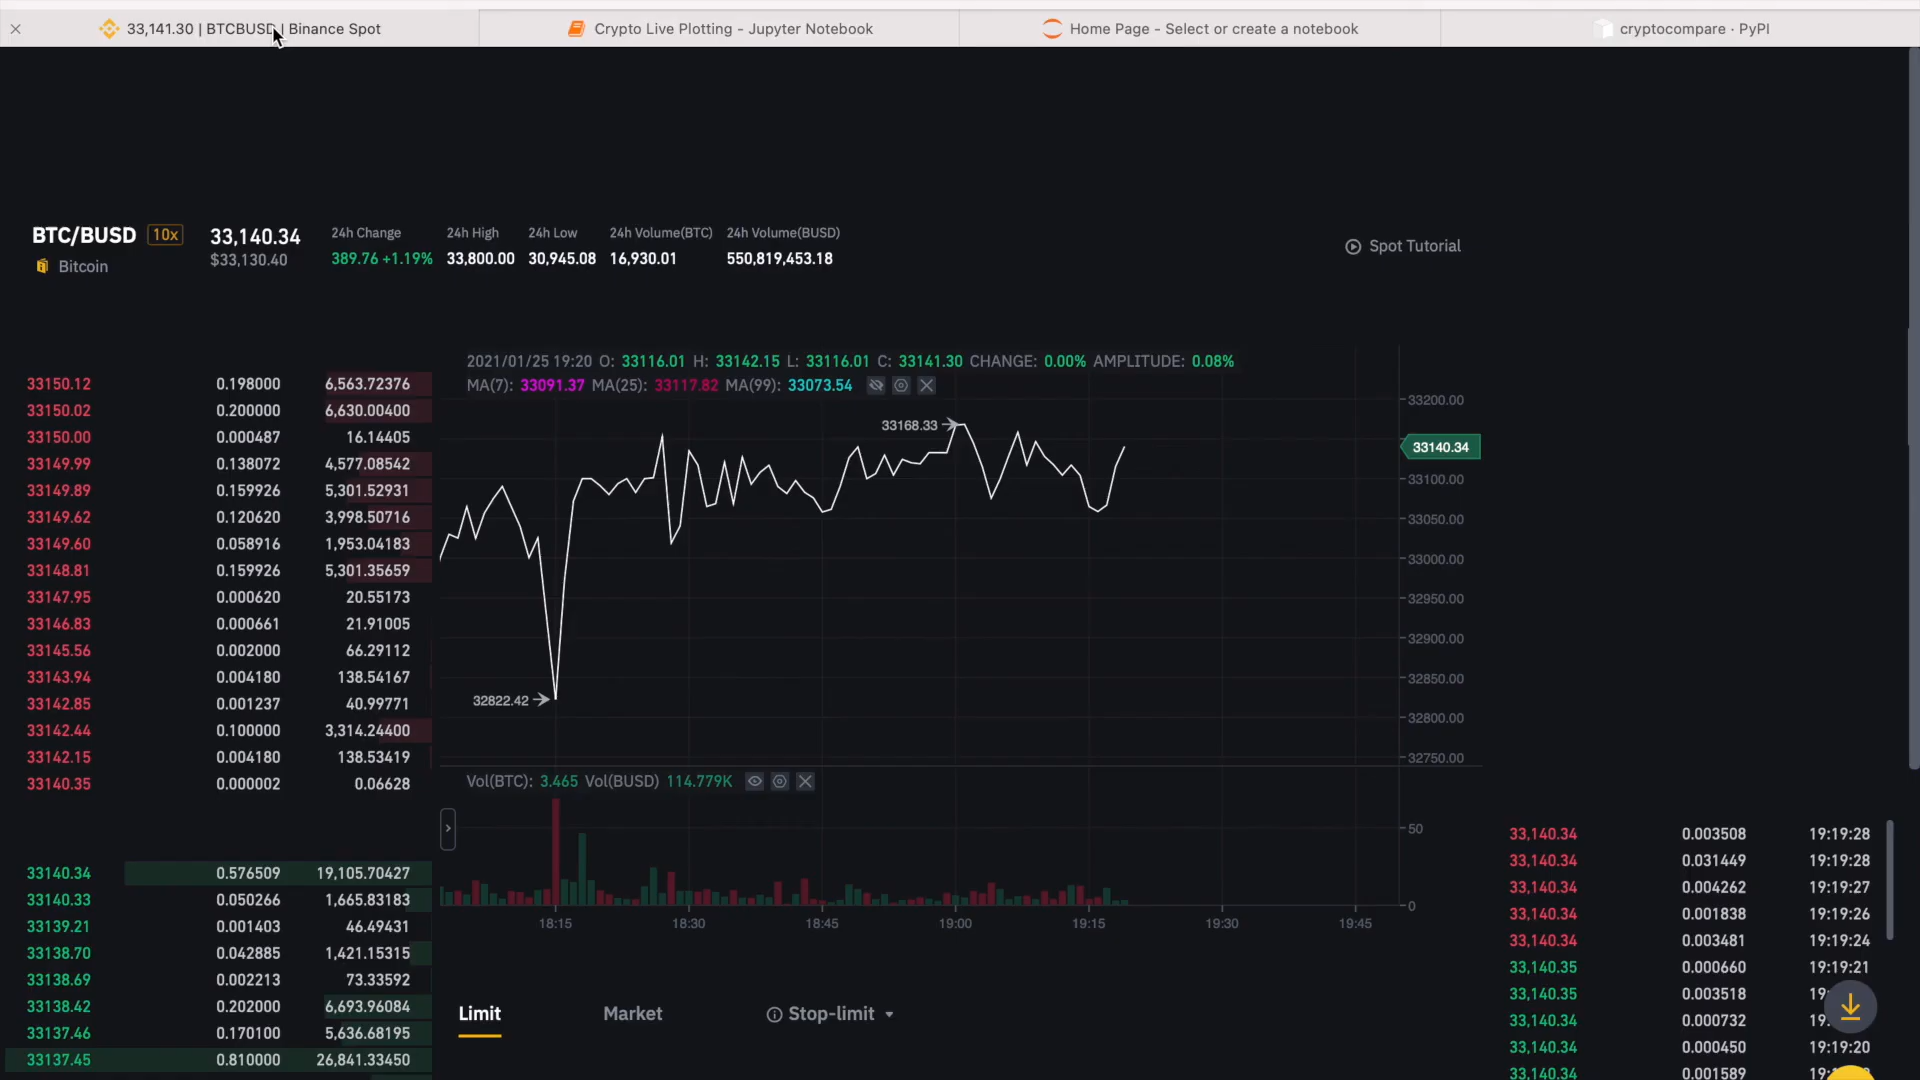 33,141.30 | BTCBUSD | Binance Spot
Crypto Live Plotting - Jupyter Notebook
Home Page - Select or create a notebook
cryptocompare · PyPI
BTC/BUSD 10x 33,140.34
Bitcoin $33,130.40
24h Change
389.76 +1.19%
24h High
33,800.00
24h Low
30,945.08
24h Volume(BTC)
16,930.01
24h Volume(BUSD)
550,819,453.18
Spot Tutorial
33150.12 0.198000 6,563.72376
33150.02 0.200000 6,630.00400
33150.00 0.000487 16.14405
33149.99 0.138072 4,577.08542
33149.89 0.159926 5,301.52931
33149.62 0.120620 3,998.50716
33149.60 0.058916 1,953.04183
33148.81 0.159926 5,301.35659
33147.95 0.000620 20.55173
33146.83 0.000661 21.91005
33145.56 0.002000 66.29112
33143.94 0.004180 138.54167
33142.85 0.001237 40.99771
33142.44 0.100000 3,314.24400
33142.15 0.004180 138.53419
33140.35 0.000002 0.06628
33140.34 0.576509 19,105.70427
33140.33 0.050266 1,665.83183
33139.21 0.001403 46.49431
33138.70 0.042885 1,421.15315
33138.69 0.002213 73.33592
33138.42 0.202000 6,693.96084
33137.46 0.170100 5,636.68195
33137.45 0.810000 26,841.33450
2021/01/25 19:20 O: 33116.01 H: 33142.15 L: 33116.01 C: 33141.30 CHANGE: 0.00% AMPLITUDE: 0.08%
MA(7): 33091.37 MA(25): 33117.82 MA(99): 33073.54
33168.33
32822.42
33200.00
33140.34
33100.00
33050.00
33000.00
32950.00
32900.00
32850.00
32800.00
32750.00
Vol(BTC): 3.465 Vol(BUSD) 114.779K
50
0
18:15 18:30 18:45 19:00 19:15 19:30 19:45
Limit Market Stop-limit
33,140.34 0.003508 19:19:28
33,140.34 0.031449 19:19:28
33,140.34 0.004262 19:19:27
33,140.34 0.001838 19:19:26
33,140.34 0.003481 19:19:24
33,140.35 0.000660 19:19:21
33,140.35 0.003518 19:
33,140.34 0.000732 19:
33,140.34 0.000450 19:19:20
33,140.34 0.001589 19: